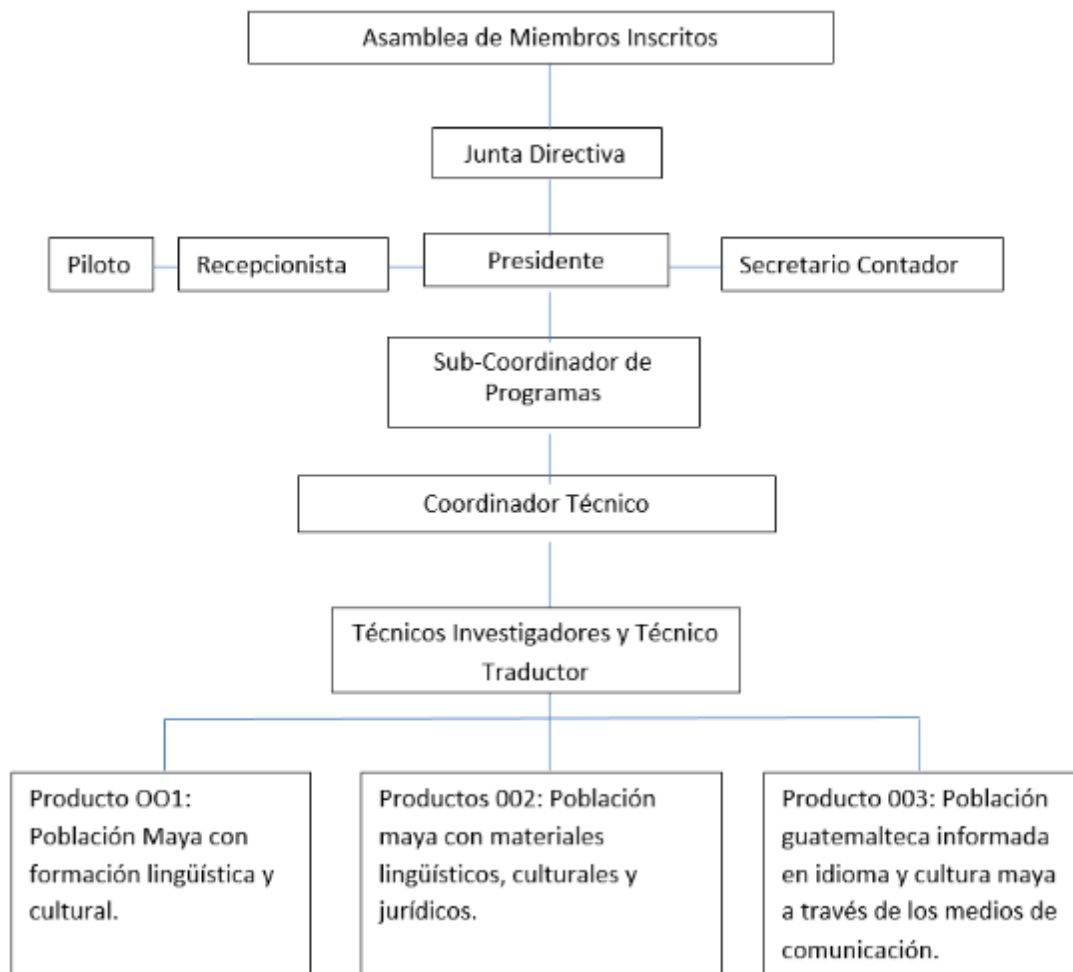 Asamblea de Miembros Inscritos
Junta Directiva
Piloto
Recepcionista
Presidente
Secretario Contador
Sub-Coordinador de
Programas
Coordinador Técnico
Técnicos Investigadores y Técnico
Traductor
Producto OO1:
Población Maya con
formación lingüística y
cultural.
Productos 002: Población
maya con materiales
lingüísticos, culturales y
jurídicos.
Producto 003: Población
guatemalteca informada
en idioma y cultura maya
a través de los medios de
comunicación.